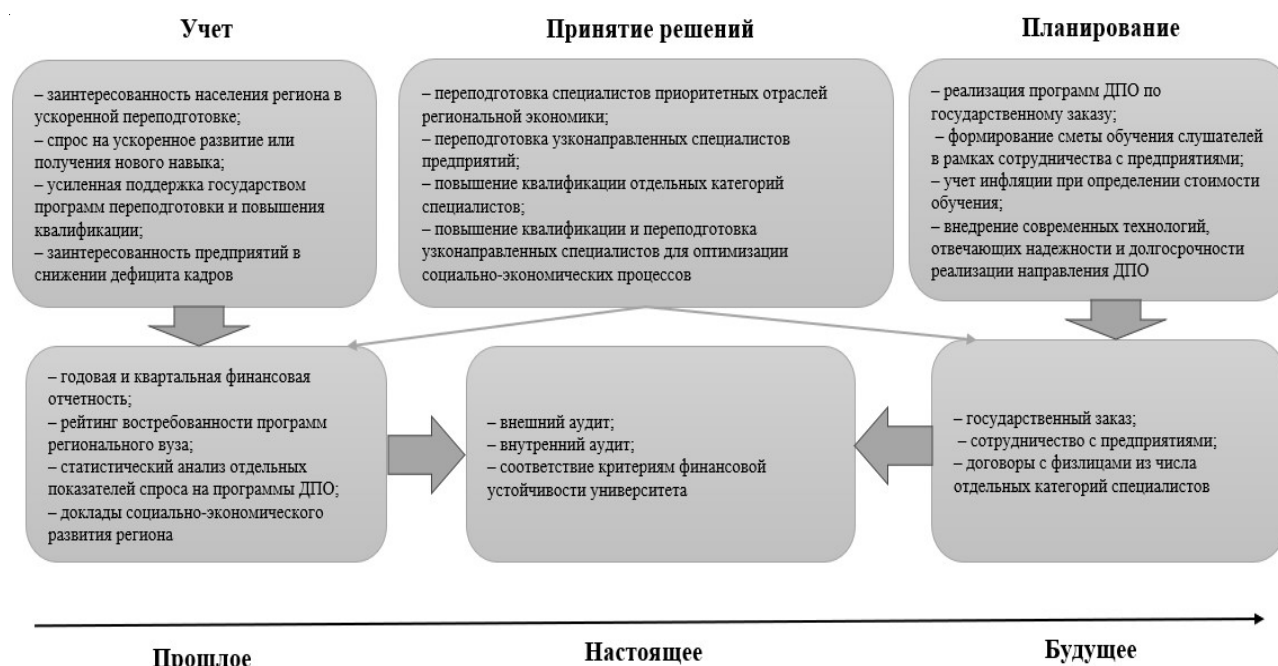 Учет
Принятие решений
Планирование
– заинтересованность населения региона в
ускоренной переподготовке;
– спрос на ускоренное развитие или
получения нового навыка;
– усиленная поддержка государством
программ переподготовки и повышения
квалификации;
– заинтересованность предприятий в
снижении дефицита кадров
– переподготовка специалистов приоритетных отраслей
региональной экономики;
– переподготовка узконаправленных специалистов
предприятий;
– повышение квалификации отдельных категорий
специалистов;
– повышение квалификации и переподготовка
узконаправленных специалистов для оптимизации
социально-экономических процессов
– реализация программ ДПО по
государственному заказу;
– формирование сметы обучения слушателей
в рамках сотрудничества с предприятиями;
– учет инфляции при определении стоимости
обучения;
– внедрение современных технологий,
отвечающих надежности и долгосрочности
реализации направления ДПО
– годовая и квартальная финансовая
отчетность;
– рейтинг востребованности программ
регионального вуза;
– статистический анализ отдельных
показателей спроса на программы ДПО;
– доклады социально-экономического
развития региона
– внешний аудит;
– внутренний аудит;
– соответствие критериям финансовой
устойчивости университета
– государственный заказ;
– сотрудничество с предприятиями;
– договоры с физлицами из числа
отдельных категорий специалистов
Прошлое
Настоящее
Будущее